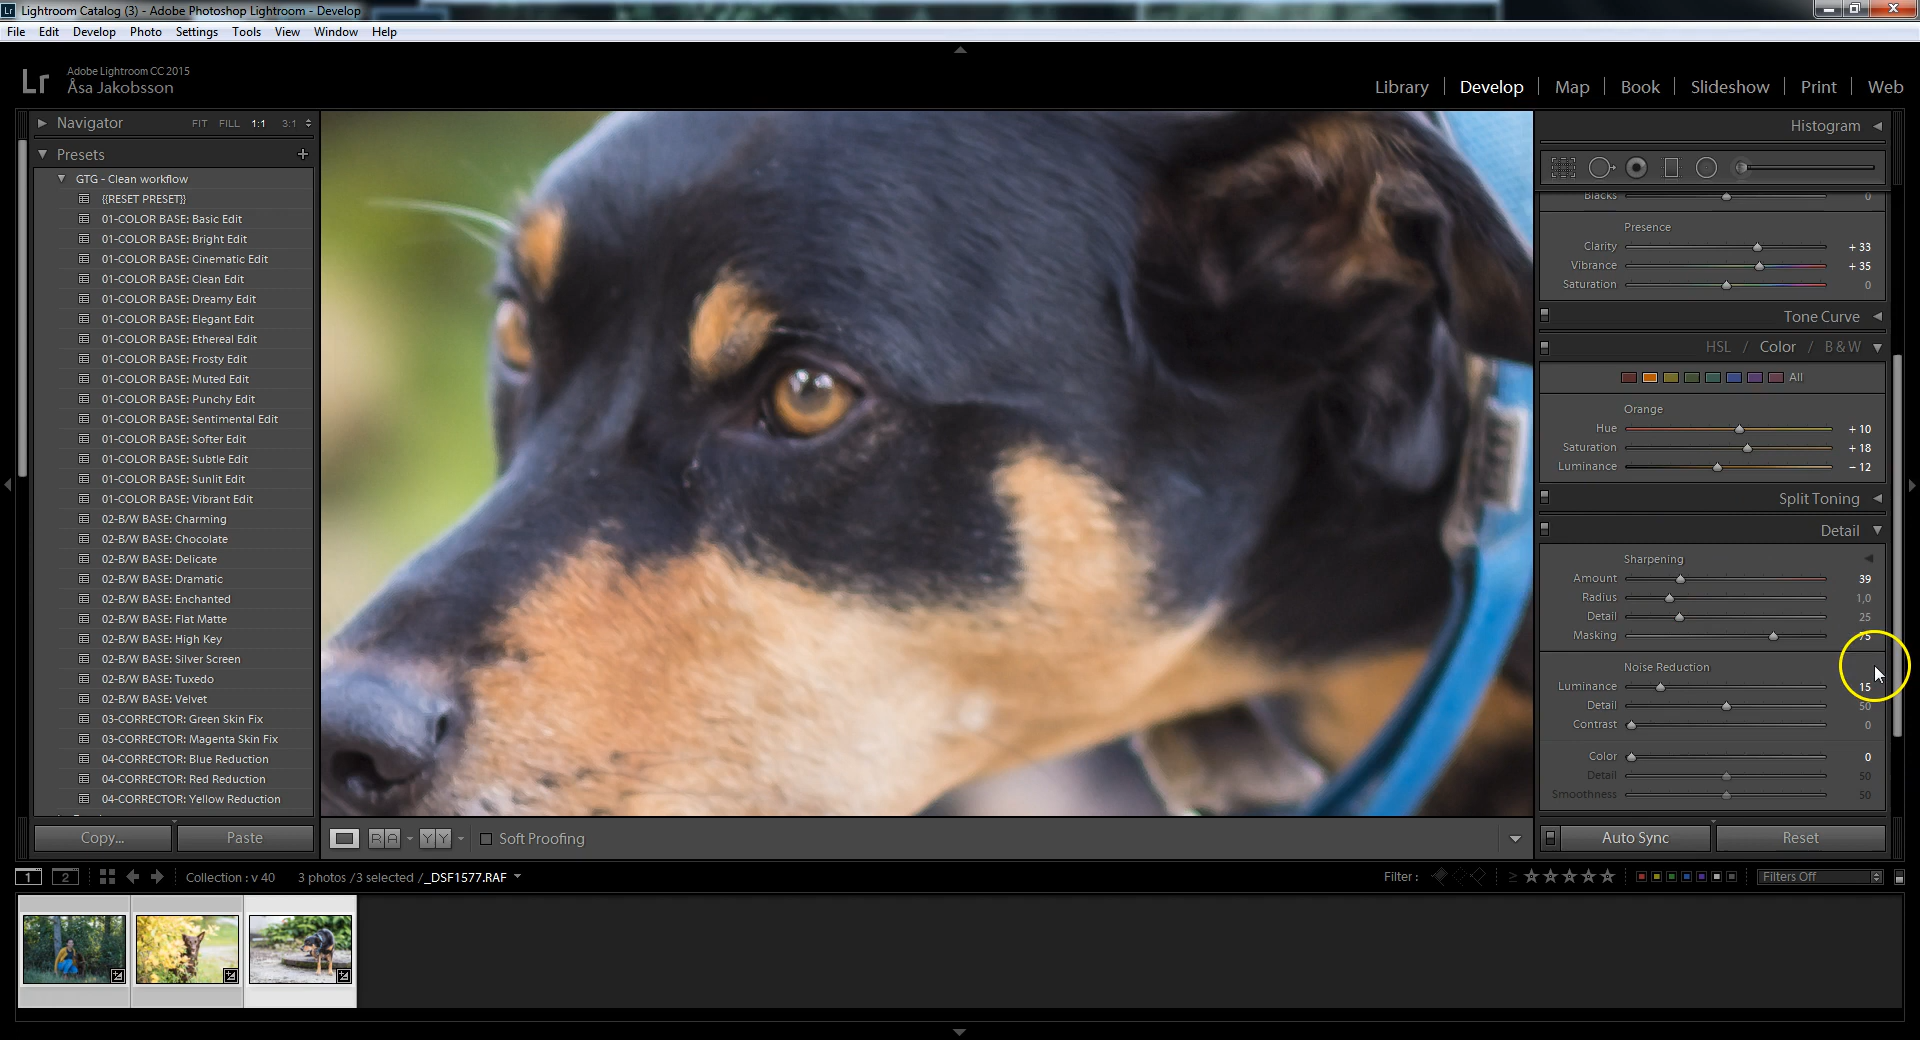 Lightroom Catalog (3) - Adobe Photoshop Lightroom - Develop
File Edit Develop Photo Settings Tools View Window Help
Lr Adobe Lightroom CC 2015
Åsa Jakobsson
Library Develop Map Book Slideshow Print Web
Navigator FIT FILL 1:1 3:1
Presets +
GTG - Clean workflow
{{RESET PRESET}}
01-COLOR BASE: Basic Edit
01-COLOR BASE: Bright Edit
01-COLOR BASE: Cinematic Edit
01-COLOR BASE: Clean Edit
01-COLOR BASE: Dreamy Edit
01-COLOR BASE: Elegant Edit
01-COLOR BASE: Ethereal Edit
01-COLOR BASE: Frosty Edit
01-COLOR BASE: Muted Edit
01-COLOR BASE: Punchy Edit
01-COLOR BASE: Sentimental Edit
01-COLOR BASE: Softer Edit
01-COLOR BASE: Subtle Edit
01-COLOR BASE: Sunlit Edit
01-COLOR BASE: Vibrant Edit
02-B/W BASE: Charming
02-B/W BASE: Chocolate
02-B/W BASE: Delicate
02-B/W BASE: Dramatic
02-B/W BASE: Enchanted
02-B/W BASE: Flat Matte
02-B/W BASE: High Key
02-B/W BASE: Silver Screen
02-B/W BASE: Tuxedo
02-B/W BASE: Velvet
03-CORRECTOR: Green Skin Fix
03-CORRECTOR: Magenta Skin Fix
04-CORRECTOR: Blue Reduction
04-CORRECTOR: Red Reduction
04-CORRECTOR: Yellow Reduction
Copy... Paste
Soft Proofing
Histogram
Blacks 0
Presence
Clarity + 33
Vibrance + 35
Saturation 0
Tone Curve
HSL / Color / B & W
All
Orange
Hue + 10
Saturation + 18
Luminance − 12
Split Toning
Detail
Sharpening
Amount 39
Radius 1,0
Detail 25
Masking 75
Noise Reduction
Luminance 15
Detail 50
Contrast 0
Color 0
Detail 50
Smoothness 50
Auto Sync Reset
1 2 Collection : v 40 3 photos /3 selected /_DSF1577.RAF Filter : ≥ Filters Off